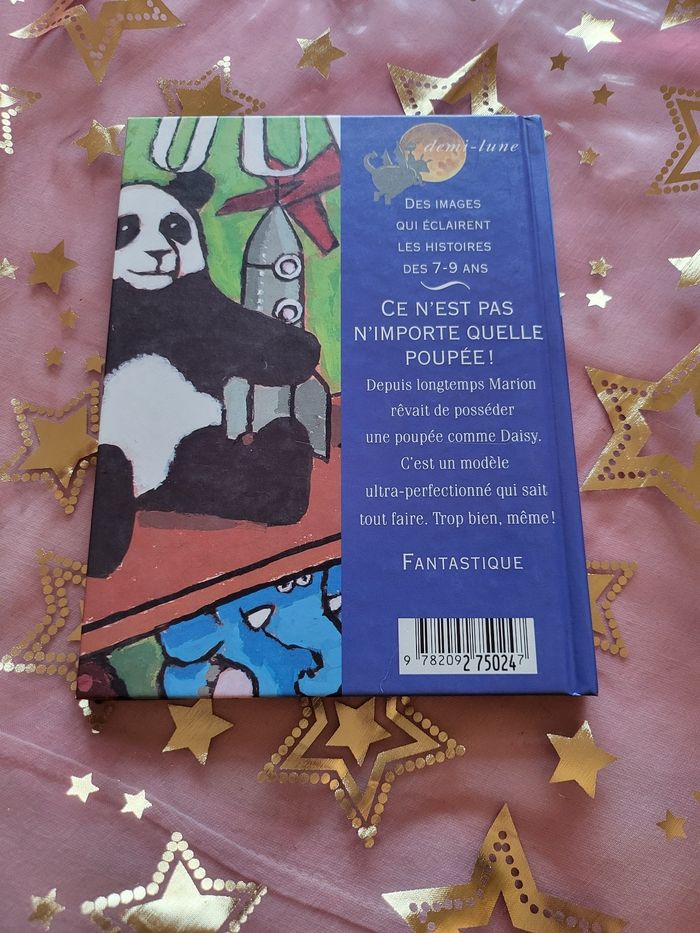 demi-lune
DES IMAGES
QUI ÉCLAIRENT
LES HISTOIRES
DES 7-9 ANS
CE N'EST PAS
N'IMPORTE QUELLE
POUPÉE !
Depuis longtemps Marion
rêvait de posséder
une poupée comme Daisy.
C'est un modèle
ultra-perfectionné qui sait
tout faire. Trop bien, même !
FANTASTIQUE
9 782092 750247